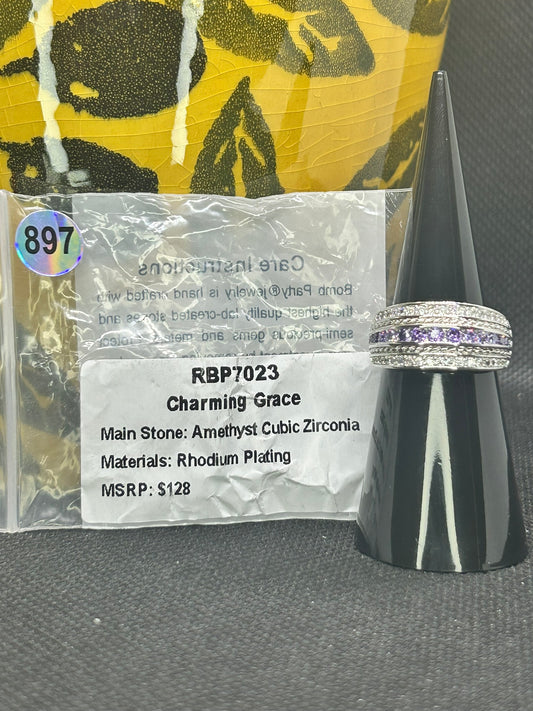 897
Care Instructions
Bomb Party® jewelry is hand crafted with
the highest quality lab-created stones and
semi-precious gems and metals.
RBP7023
Charming Grace
Main Stone: Amethyst Cubic Zirconia
Materials: Rhodium Plating
MSRP: $128